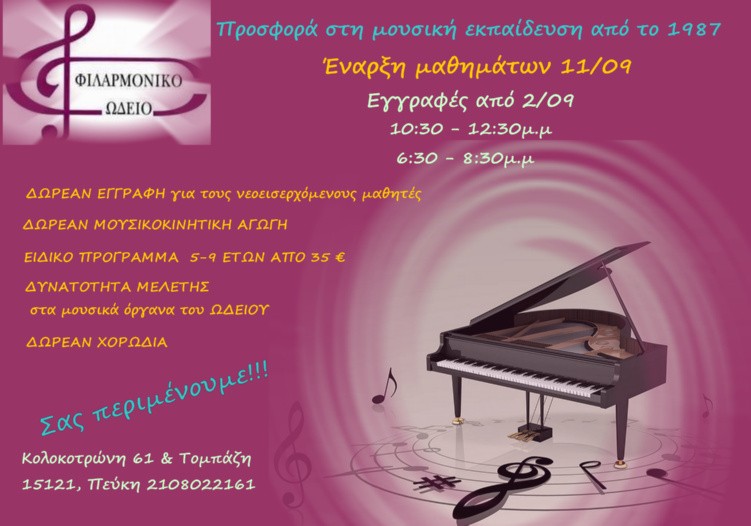 ΦΙΛΑΡΜΟΝΙΚΟ
ΩΔΕΙΟ
Προσφορά στη μουσική εκπαίδευση από το 1987
Έναρξη μαθημάτων 11/09
Εγγραφές από 2/09
10:30 - 12:30μ.μ
6:30 - 8:30μ.μ
ΔΩΡΕΑΝ ΕΓΓΡΑΦΗ για τους νεοεισερχόμενους μαθητές
ΔΩΡΕΑΝ ΜΟΥΣΙΚΟΚΙΝΗΤΙΚΗ ΑΓΩΓΗ
ΕΙΔΙΚΟ ΠΡΟΓΡΑΜΜΑ 5-9 ΕΤΩΝ ΑΠΟ 35 €
ΔΥΝΑΤΟΤΗΤΑ ΜΕΛΕΤΗΣ
στα μουσικά όργανα του ΩΔΕΙΟΥ
ΔΩΡΕΑΝ ΧΟΡΩΔΙΑ
Σας περιμένουμε!!!
Κολοκοτρώνη 61 & Τομπάζη
15121, Πεύκη 2108022161